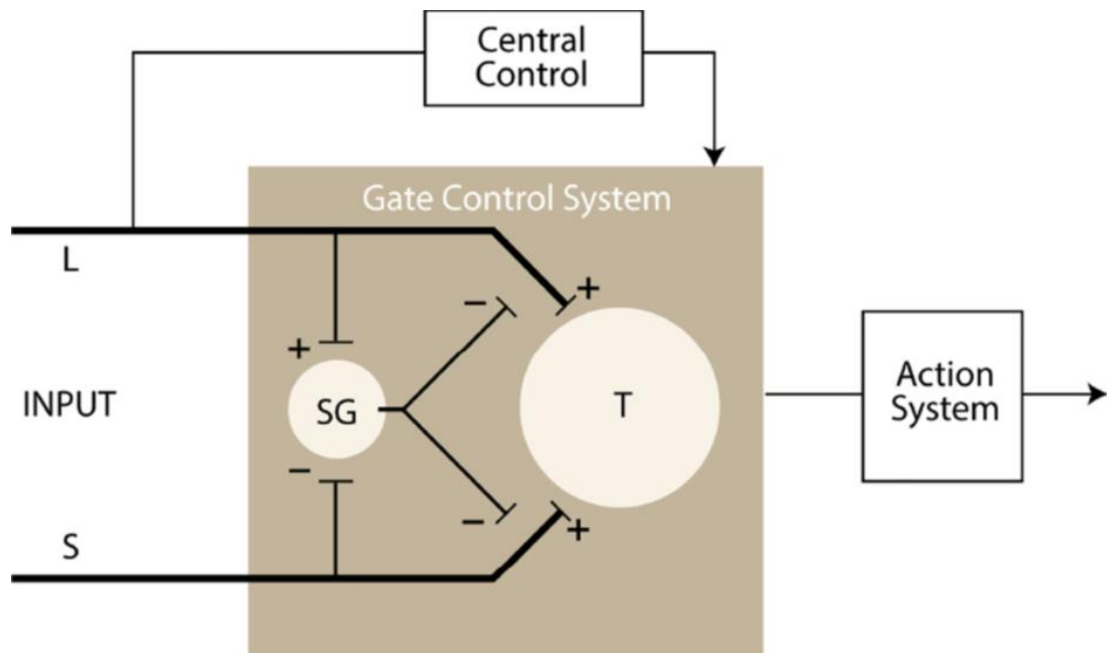 Central
Control
Gate Control System
L
+
−
+
SG
T
INPUT
Action
System
−
−
+
S